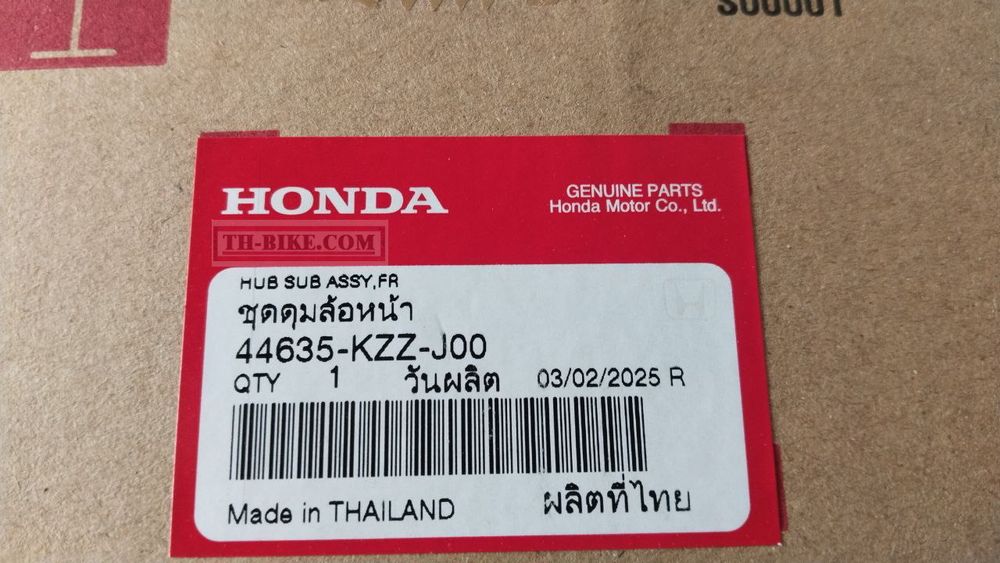 S00001
HONDA
GENUINE PARTS
Honda Motor Co., Ltd.
TH-BIKE.COM
HUB SUB ASSY,FR
ชุดดุมล้อหน้า
44635-KZZ-J00
QTY 1 วันผลิต 03/02/2025 R
Made in THAILAND ผลิตที่ไทย